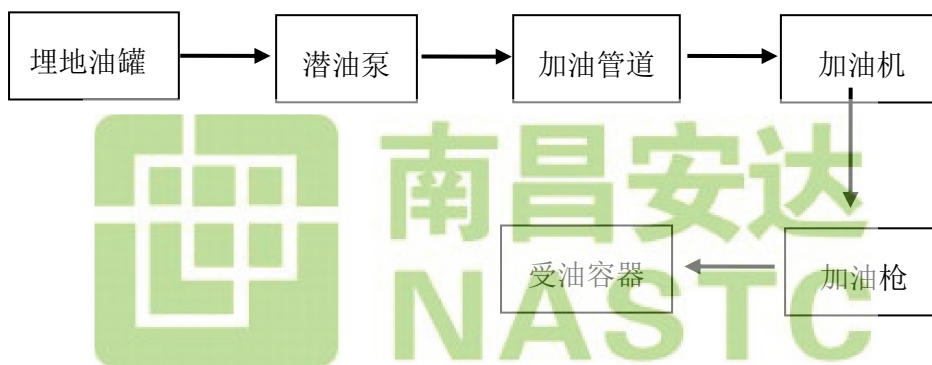 埋地油罐
潜油泵
加油管道
加油机
南昌安达
受油容器
加油枪
NASTC